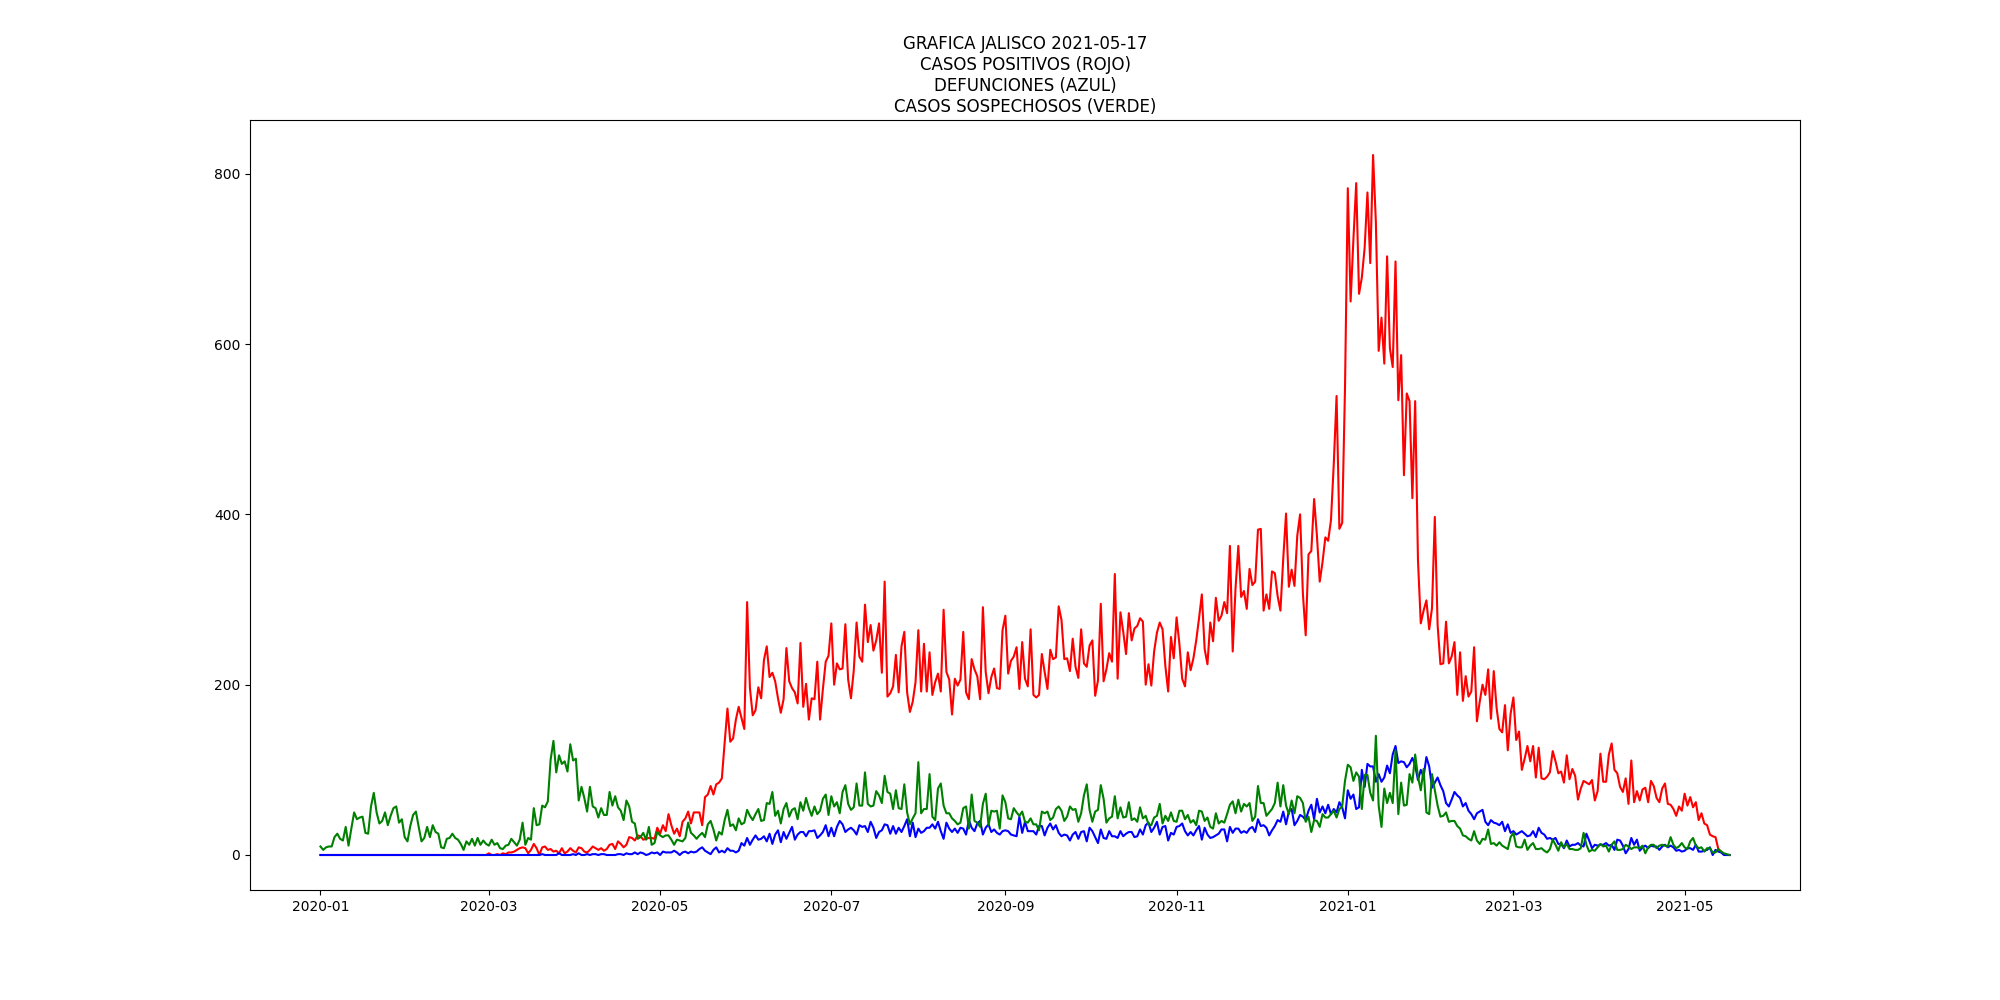 GRAFICA JALISCO 2021-05-17
CASOS POSITIVOS (ROJO)
DEFUNCIONES (AZUL)
CASOS SOSPECHOSOS (VERDE)
800
600
400
200
0
2020-01 2020-03 2020-05 2020-07 2020-09 2020-11 2021-01 2021-03 2021-05